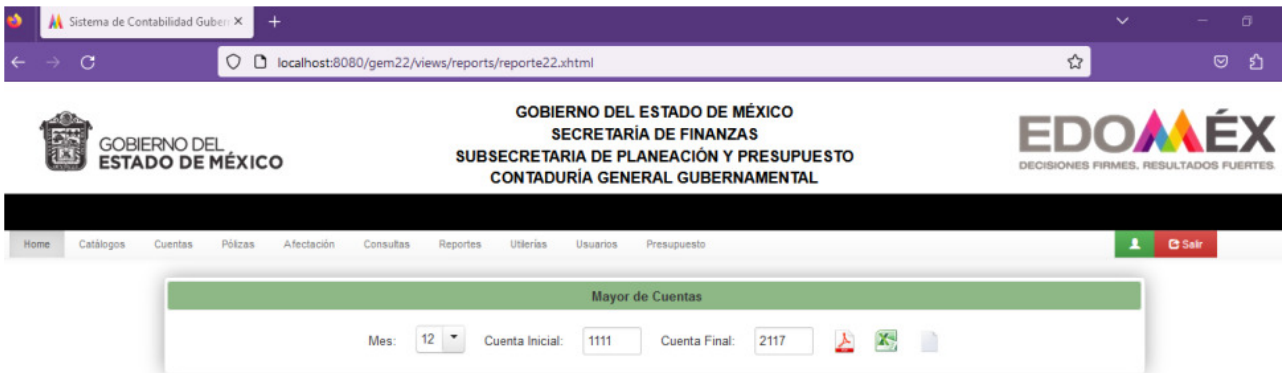 Sistema de Contabilidad Gubern
localhost:8080/gem22/views/reports/reporte22.xhtml
GOBIERNO DEL
ESTADO DE MÉXICO
GOBIERNO DEL ESTADO DE MÉXICO
SECRETARÍA DE FINANZAS
SUBSECRETARIA DE PLANEACIÓN Y PRESUPUESTO
CONTADURÍA GENERAL GUBERNAMENTAL
EDOMÉX
DECISIONES FIRMES. RESULTADOS FUERTES.
Home Catálogos Cuentas Pólizas Afectación Consultas Reportes Utilerías Usuarios Presupuesto Salir
Mayor de Cuentas
Mes: 12 Cuenta Inicial: 1111 Cuenta Final: 2117